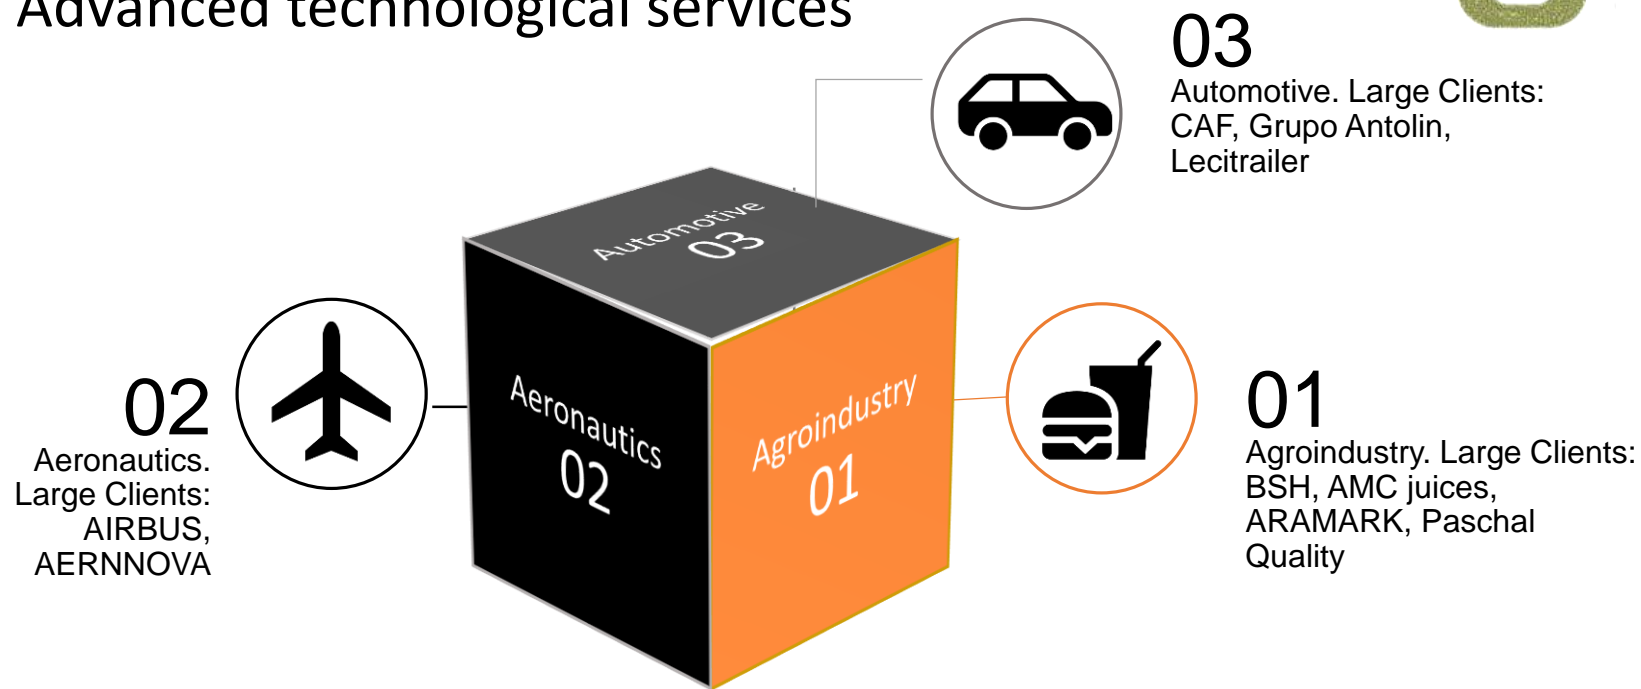 Advanced technological services
03
Automotive. Large Clients:
CAF, Grupo Antolin,
Lecitrailer
Automotive
03
02
Aeronautics.
Large Clients:
AIRBUS,
AERNNOVA
Aeronautics
02
Agroindustry
01
01
Agroindustry. Large Clients:
BSH, AMC juices,
ARAMARK, Paschal
Quality